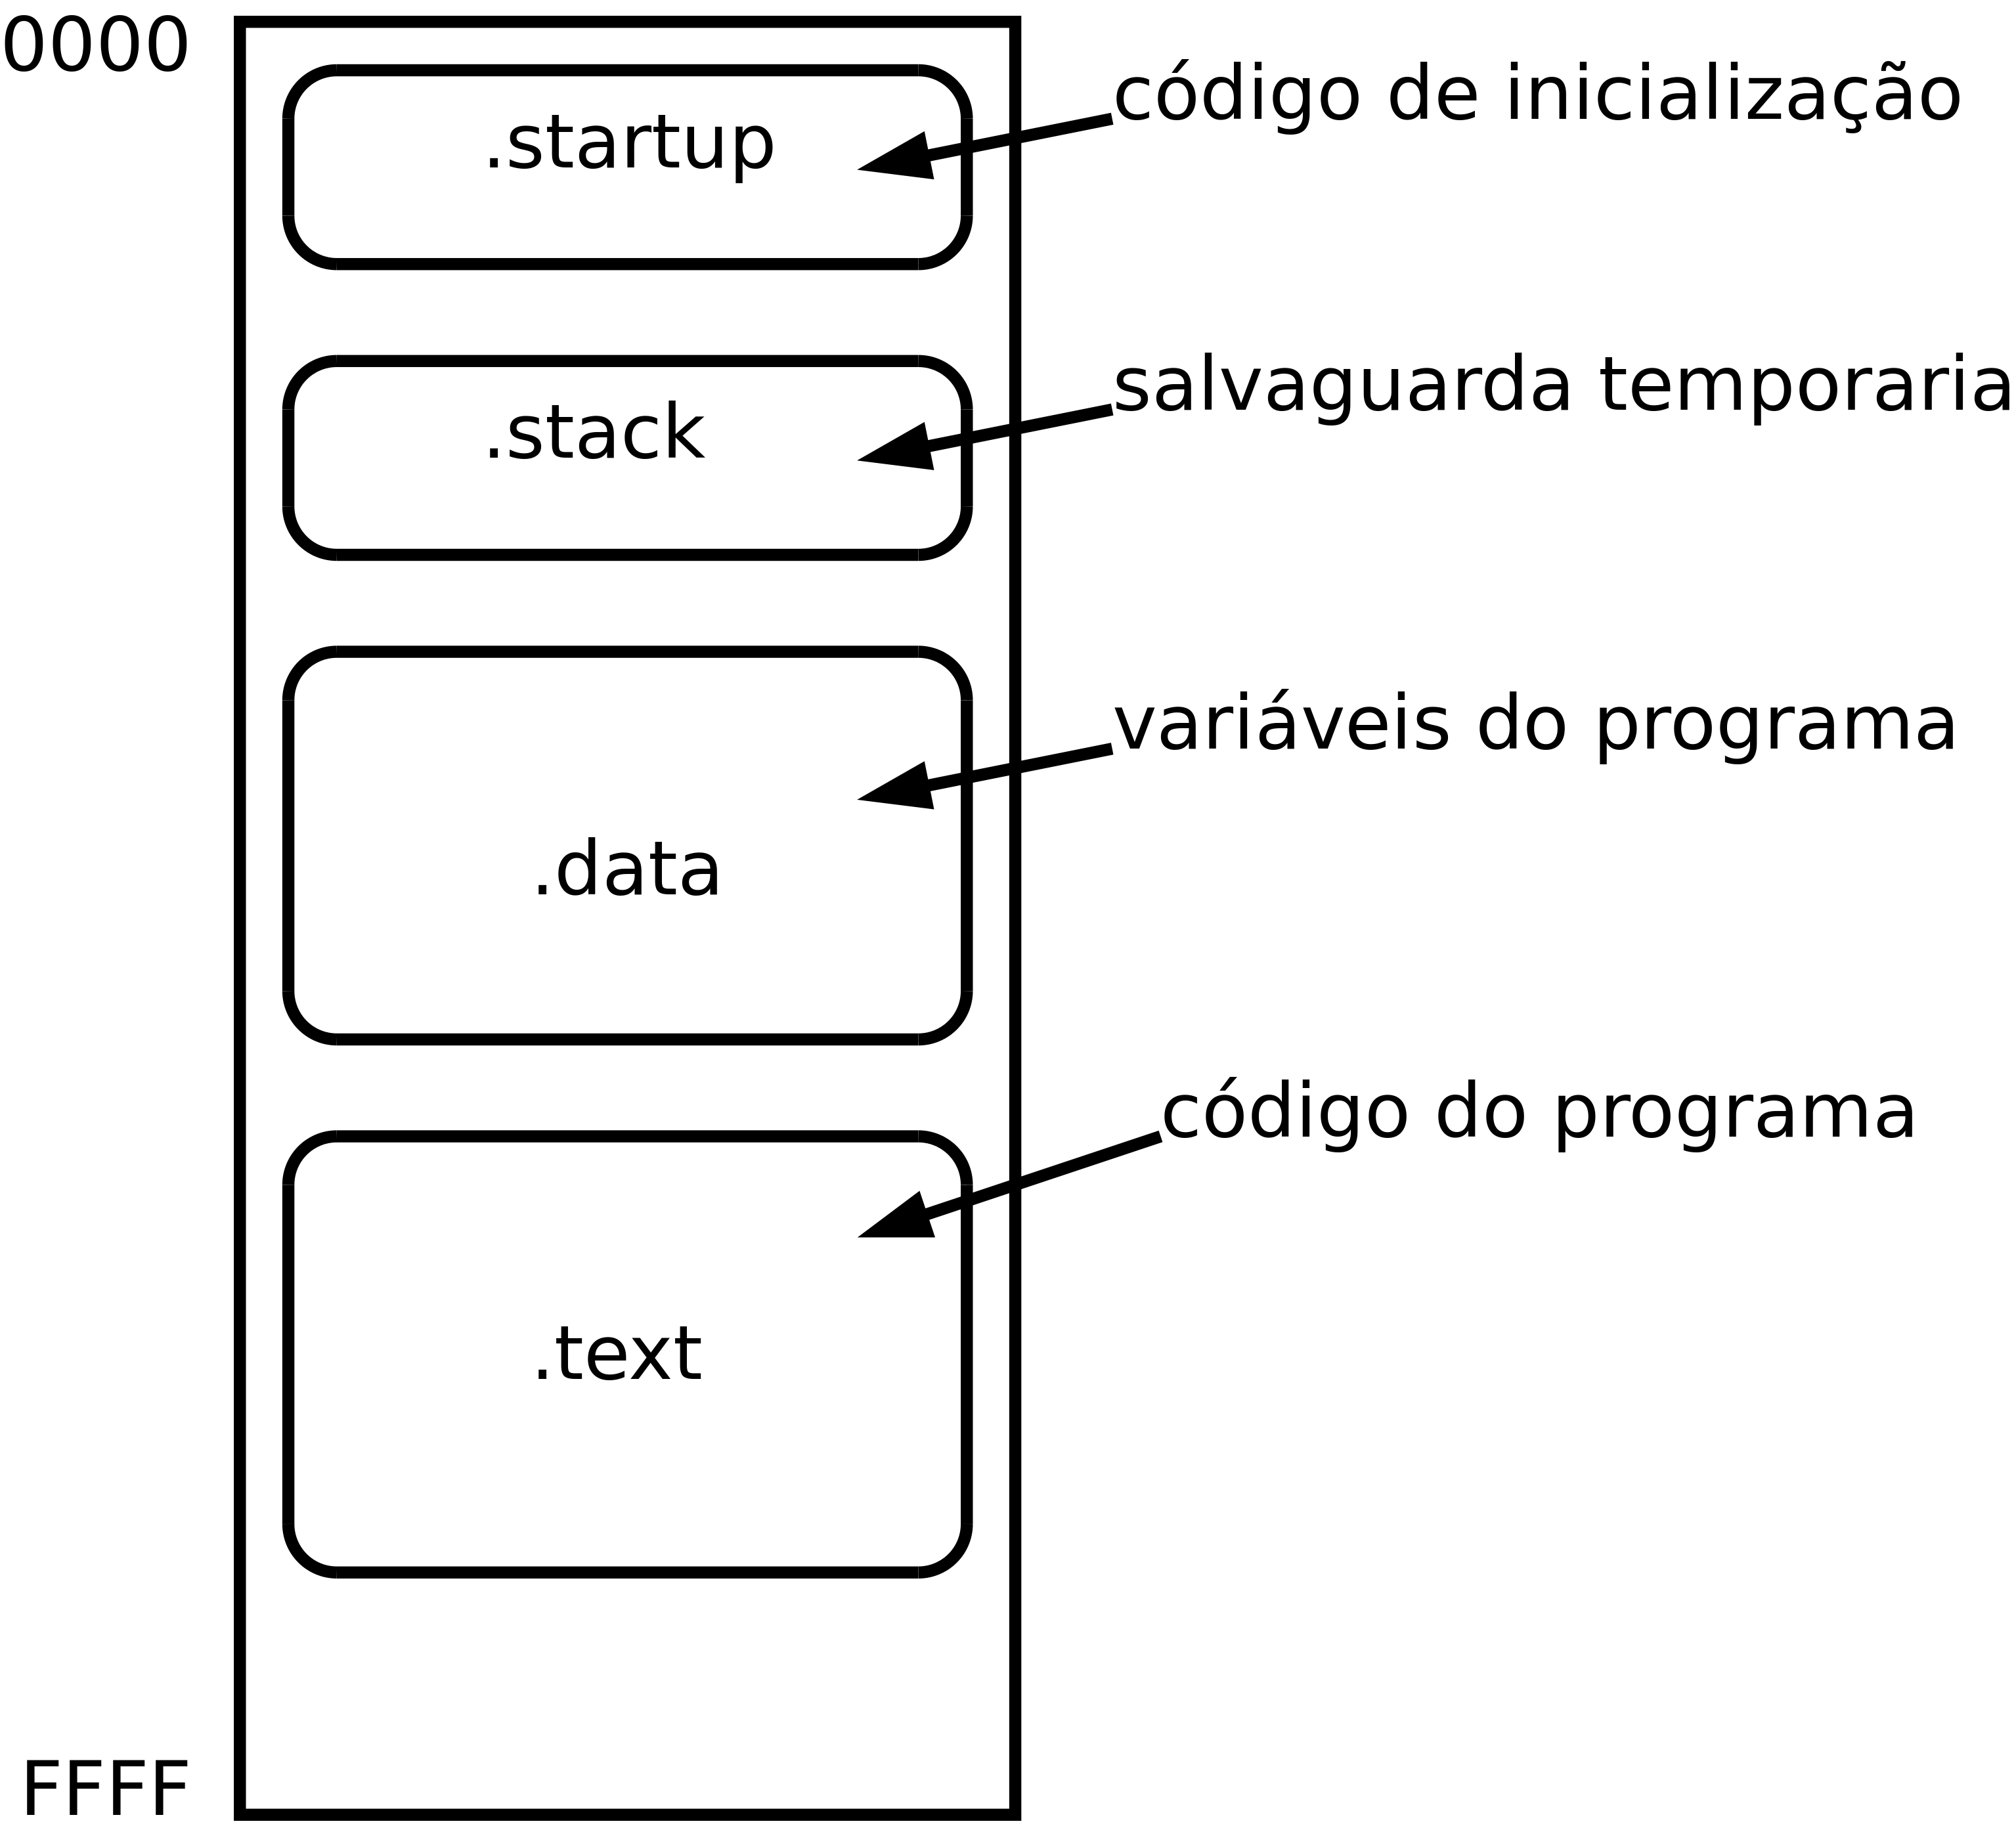 0000
.startup
código de inicialização
.stack
salvaguarda temporaria
.data
variáveis do programa
.text
código do programa
FFFF